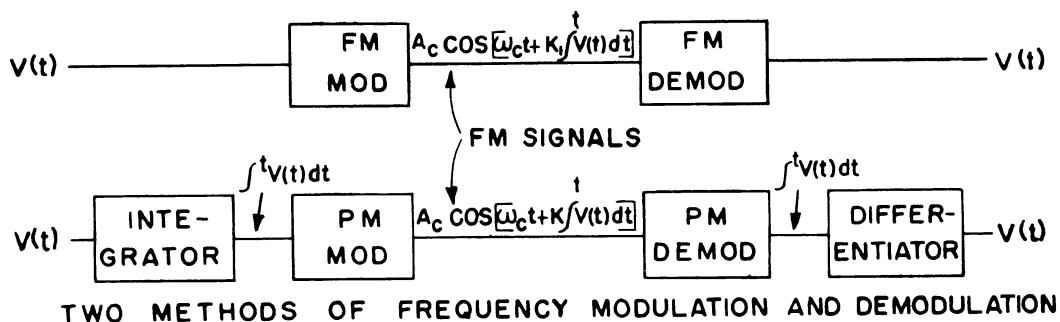 V(t)
FM
MOD
A_C COS[ω_C t + K_f ∫^t V(t) dt]
FM
DEMOD
V(t)
FM SIGNALS
V(t)
INTE-
GRATOR
∫^t V(t) dt
PM
MOD
A_C COS[ω_C t + K ∫^t V(t) dt]
PM
DEMOD
∫^t V(t) dt
DIFFER-
ENTIATOR
V(t)
TWO METHODS OF FREQUENCY MODULATION AND DEMODULATION